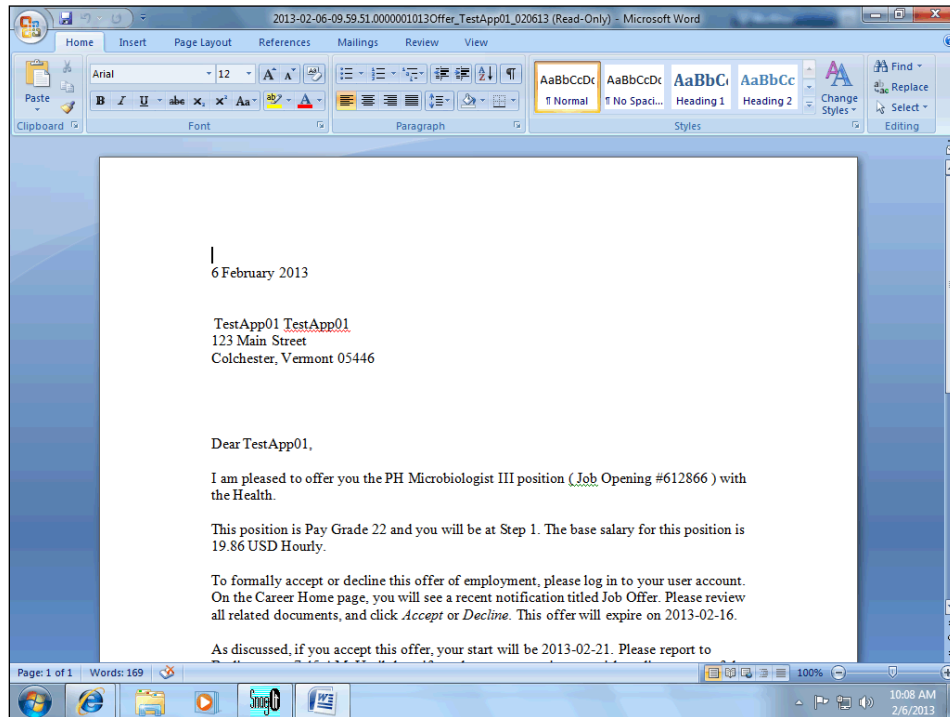 2013-02-06-09.59.51.0000001013Offer_TestApp01_020613 (Read-Only) - Microsoft Word
Home Insert Page Layout References Mailings Review View
Paste
Clipboard
Arial 12
Font
Paragraph
AaBbCcDc AaBbCcDc AaBbCc AaBbCc
¶ Normal ¶ No Spaci... Heading 1 Heading 2
Change Styles
Styles
Find
Replace
Select
Editing
6 February 2013
TestApp01 TestApp01
123 Main Street
Colchester, Vermont 05446
Dear TestApp01,
I am pleased to offer you the PH Microbiologist III position ( Job Opening #612866 ) with
the Health.
This position is Pay Grade 22 and you will be at Step 1. The base salary for this position is
19.86 USD Hourly.
To formally accept or decline this offer of employment, please log in to your user account.
On the Career Home page, you will see a recent notification titled Job Offer. Please review
all related documents, and click Accept or Decline. This offer will expire on 2013-02-16.
As discussed, if you accept this offer, your start will be 2013-02-21. Please report to
Page: 1 of 1 Words: 169 100%
SnagIt
10:08 AM
2/6/2013